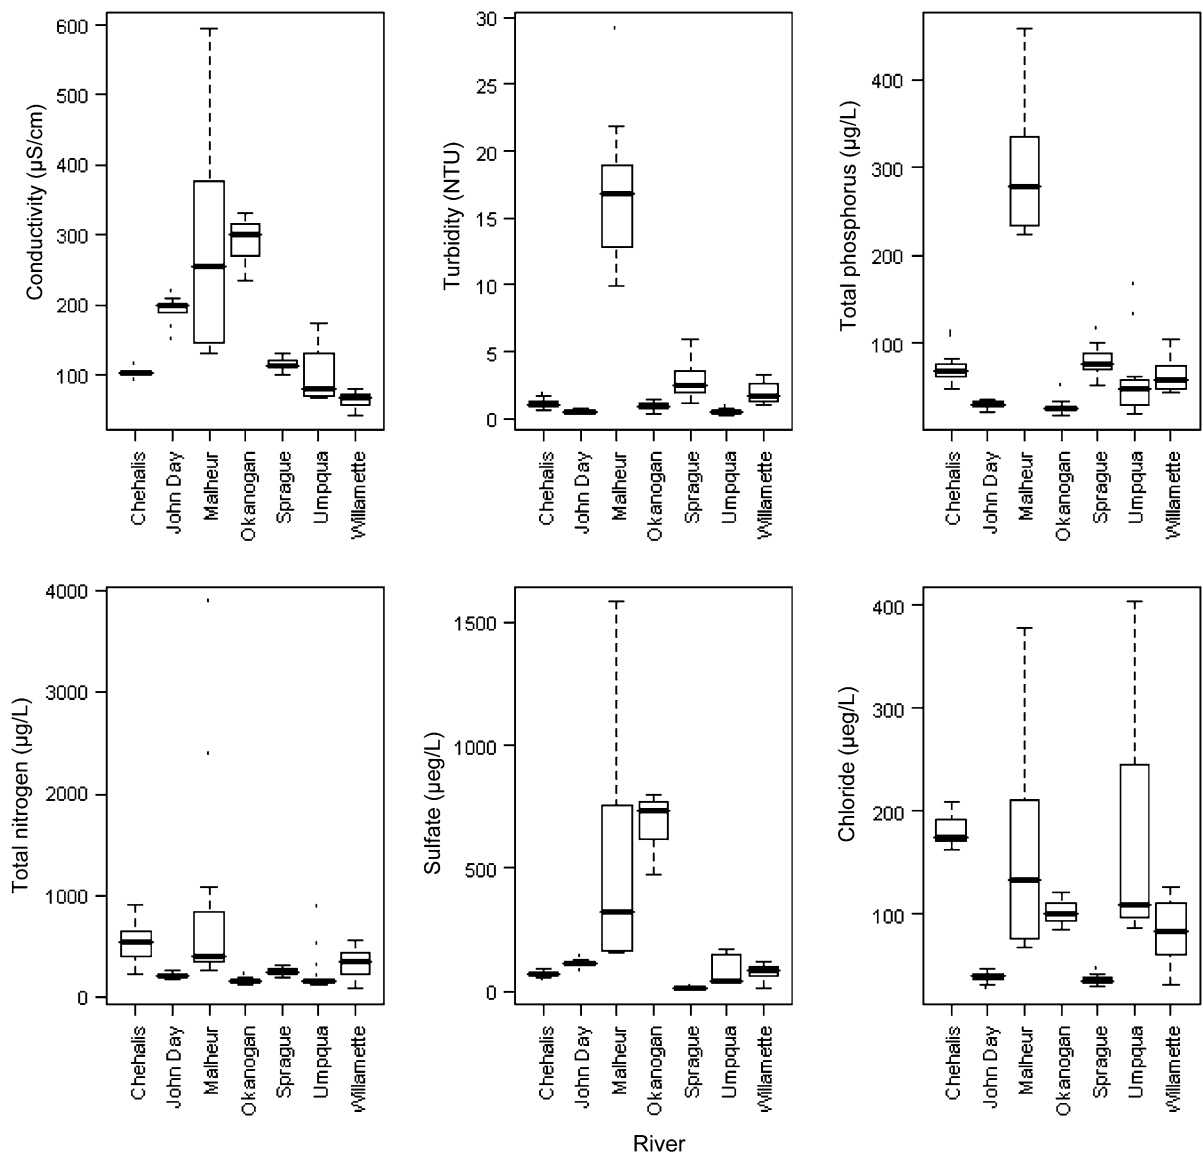 Conductivity (µS/cm)
600
500
400
300
200
100
Chehalis
John Day
Malheur
Okanogan
Sprague
Umpqua
Willamette
Turbidity (NTU)
30
25
20
15
10
5
0
Chehalis
John Day
Malheur
Okanogan
Sprague
Umpqua
Willamette
Total phosphorus (µg/L)
400
300
200
100
Chehalis
John Day
Malheur
Okanogan
Sprague
Umpqua
Willamette
Total nitrogen (µg/L)
4000
3000
2000
1000
0
Chehalis
John Day
Malheur
Okanogan
Sprague
Umpqua
Willamette
Sulfate (µeg/L)
1500
1000
500
0
Chehalis
John Day
Malheur
Okanogan
Sprague
Umpqua
Willamette
Chloride (µeg/L)
400
300
200
100
Chehalis
John Day
Malheur
Okanogan
Sprague
Umpqua
Willamette
River